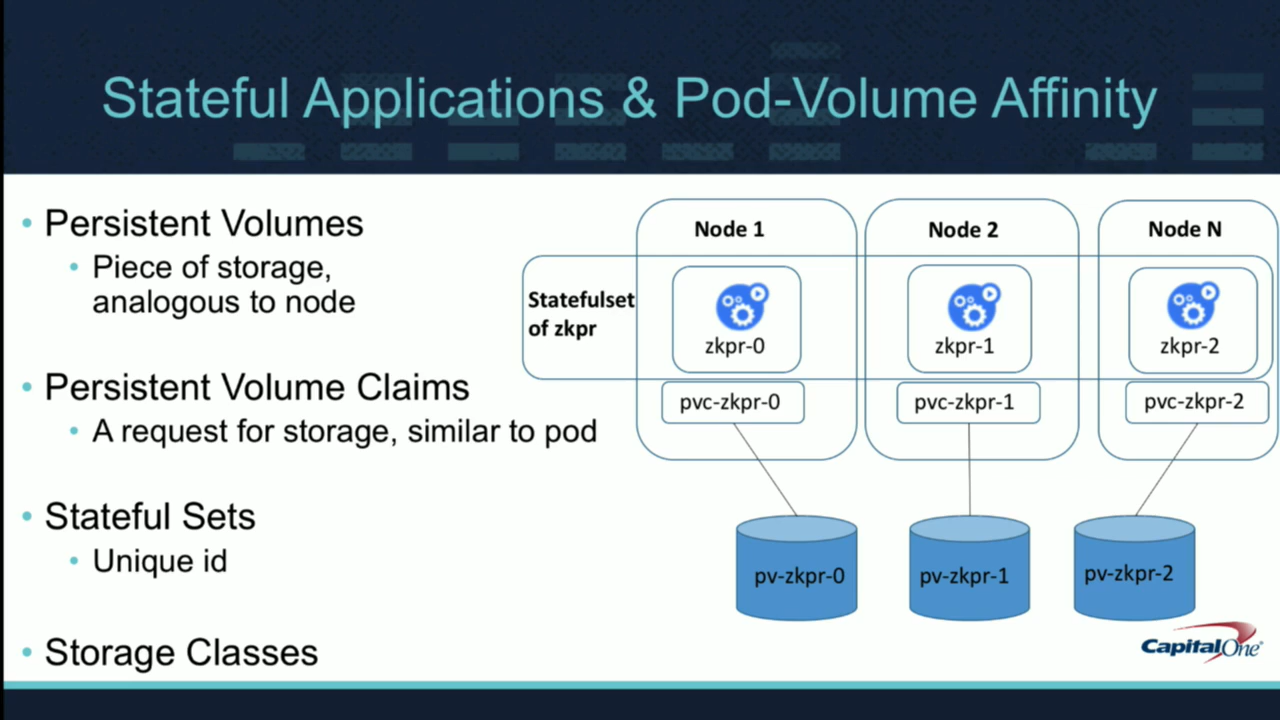 Stateful Applications & Pod-Volume Affinity
• Persistent Volumes
• Piece of storage,
analogous to node
• Persistent Volume Claims
• A request for storage, similar to pod
• Stateful Sets
• Unique id
• Storage Classes
Node 1
Node 2
Node N
Statefulset
of zkpr
zkpr-0
zkpr-1
zkpr-2
pvc-zkpr-0
pvc-zkpr-1
pvc-zkpr-2
pv-zkpr-0
pv-zkpr-1
pv-zkpr-2
CapitalOne